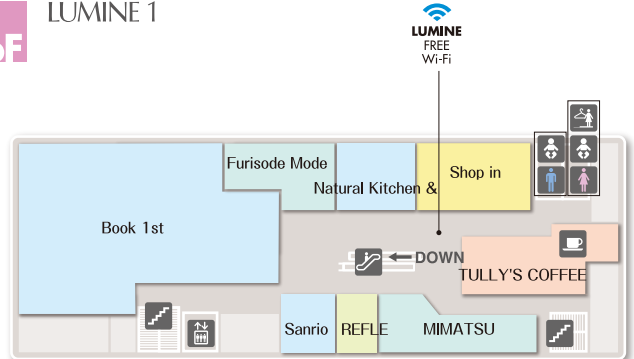 LUMINE 1
F
LUMINE
FREE
Wi-Fi
Furisode Mode
Natural Kitchen &
Shop in
Book 1st
DOWN
TULLY'S COFFEE
Sanrio
REFLE
MIMATSU